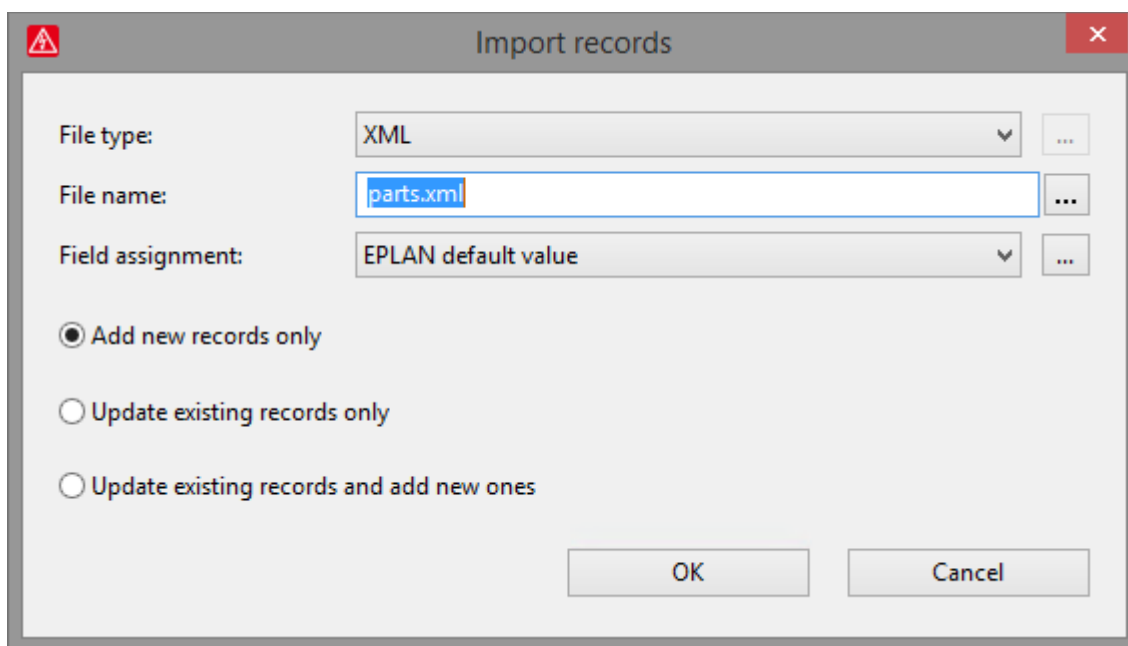 Import records
File type: XML ...
File name: parts.xml ...
Field assignment: EPLAN default value ...
Add new records only
Update existing records only
Update existing records and add new ones
OK Cancel